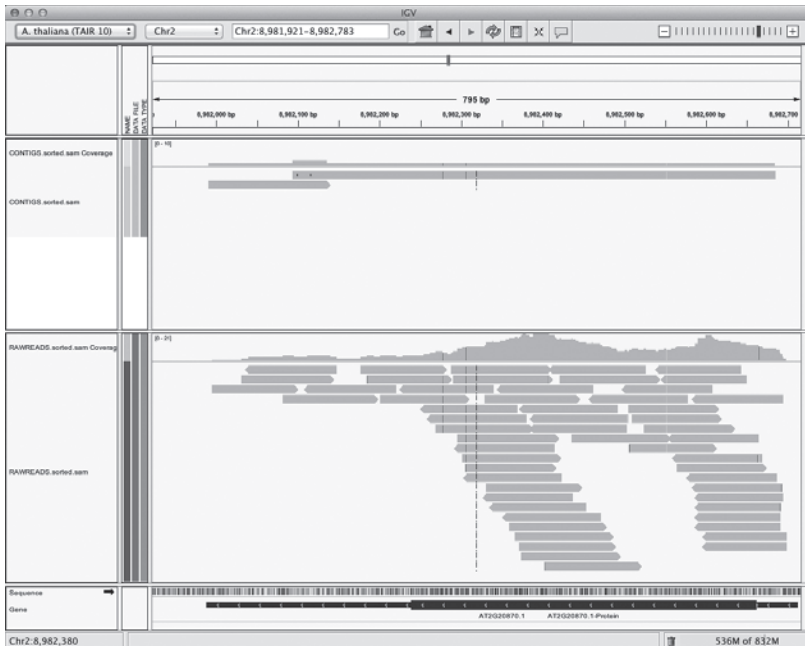 IGV
A. thaliana (TAIR 10)
Chr2
Chr2:8,981,921-8,982,783
Go
NAME
DATA FILE
DATA TYPE
795 bp
8,982,000 bp
8,982,100 bp
8,982,200 bp
8,982,300 bp
8,982,400 bp
8,982,500 bp
8,982,600 bp
8,982,700
CONTIGS.sorted.sam Coverage
[0 - 10]
CONTIGS.sorted.sam
RAWREADS.sorted.sam Coverag
[0 - 21]
RAWREADS.sorted.sam
Sequence
Gene
AT2G20870.1
AT2G20870.1-Protein
Chr2:8,982,380
536M of 832M